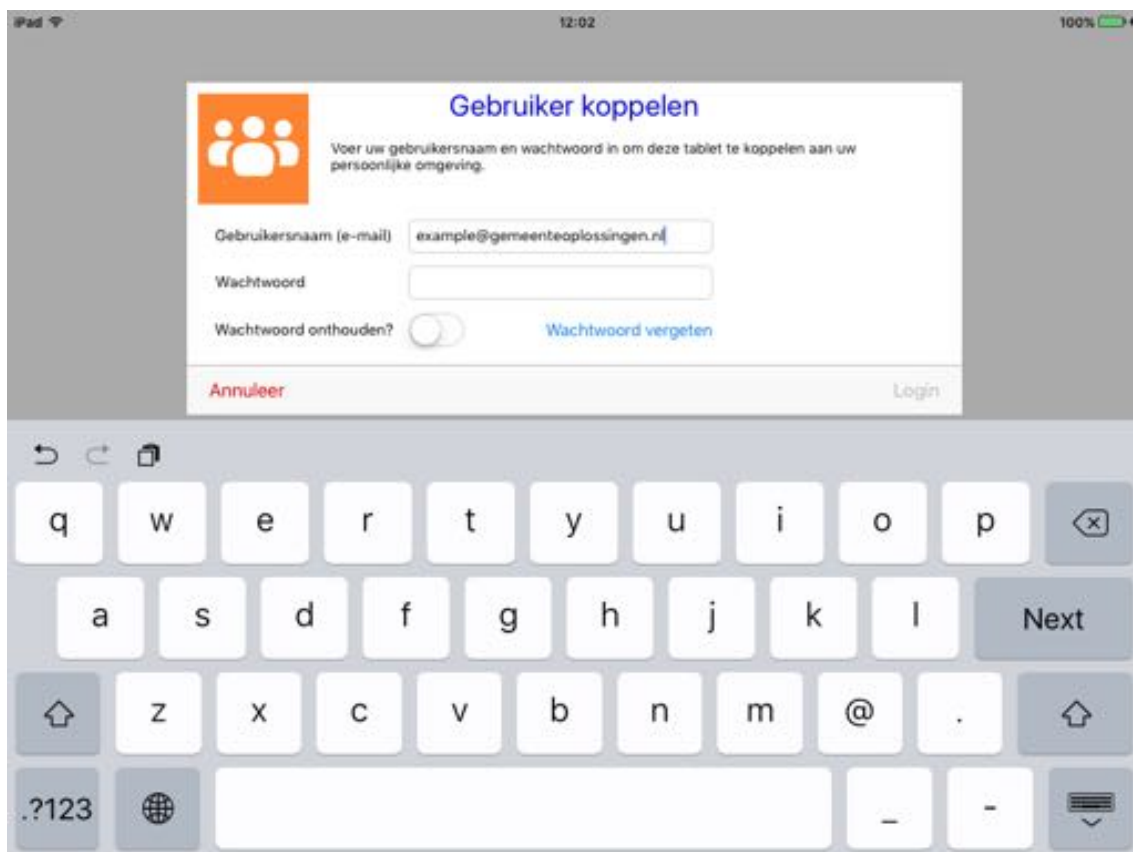 iPad 12:02 100%
Gebruiker koppelen
Voer uw gebruikersnaam en wachtwoord in om deze tablet te koppelen aan uw
persoonlijke omgeving.
Gebruikersnaam (e-mail) example@gemeenteoplossingen.nl
Wachtwoord
Wachtwoord onthouden? Wachtwoord vergeten
Annuleer Login
q w e r t y u i o p
a s d f g h j k l Next
z x c v b n m @ .
.?123 _ -